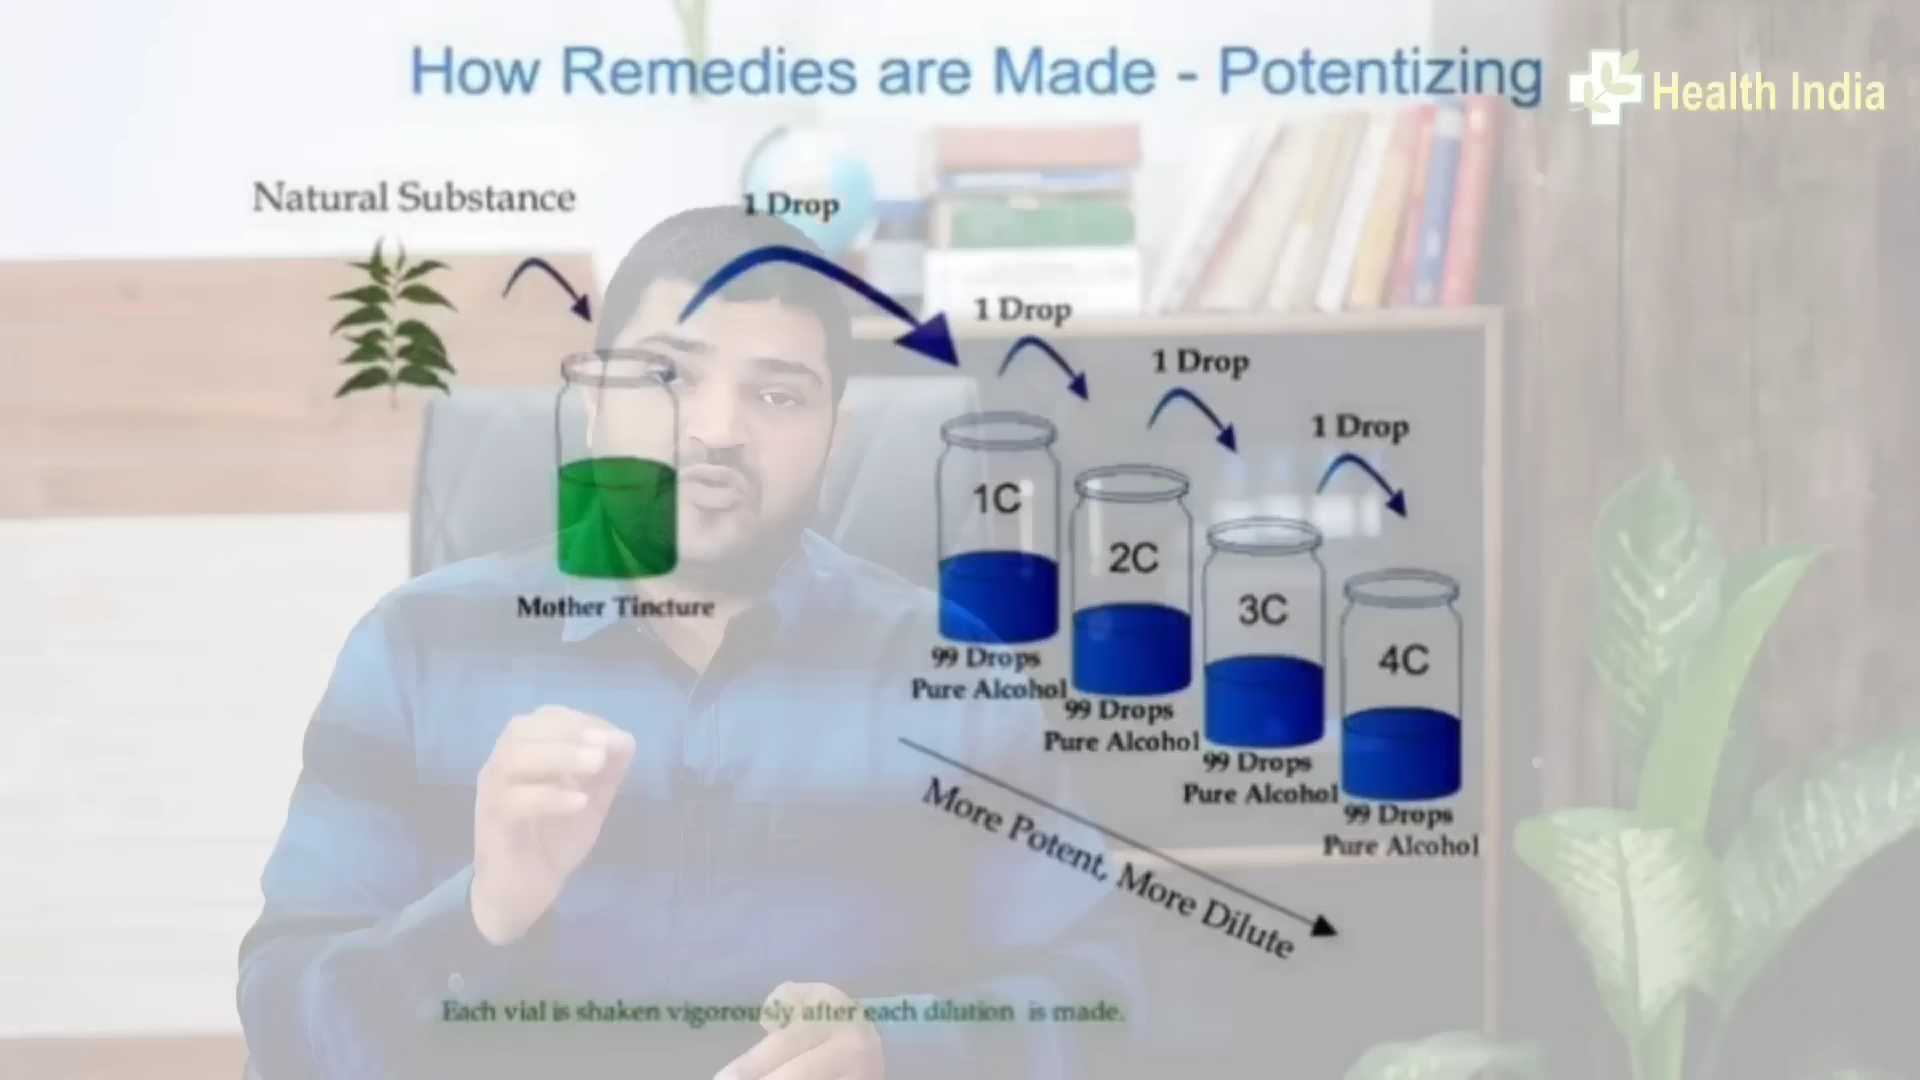 How Remedies are Made - Potentizing
Health India
Natural Substance
1 Drop
1 Drop
1 Drop
1 Drop
1C
2C
3C
4C
Mother Tincture
99 Drops
Pure Alcohol
99 Drops
Pure Alcohol
99 Drops
Pure Alcohol
99 Drops
Pure Alcohol
More Potent, More Dilute
Each vial is shaken vigorously after each dilution is made.